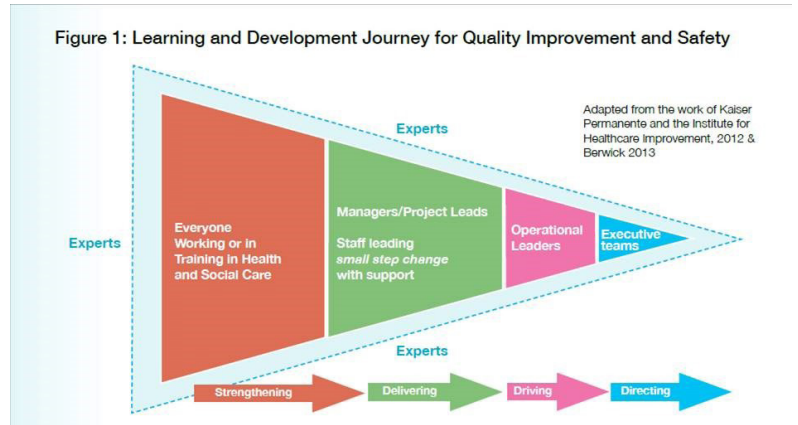 Figure 1: Learning and Development Journey for Quality Improvement and Safety
Adapted from the work of Kaiser
Permanente and the Institute for
Healthcare Improvement, 2012 &
Berwick 2013
Experts
Experts
Everyone
Working or in
Training in Health
and Social Care
Managers/Project Leads
Staff leading
small step change
with support
Operational
Leaders
Executive
teams
Experts
Strengthening
Delivering
Driving
Directing